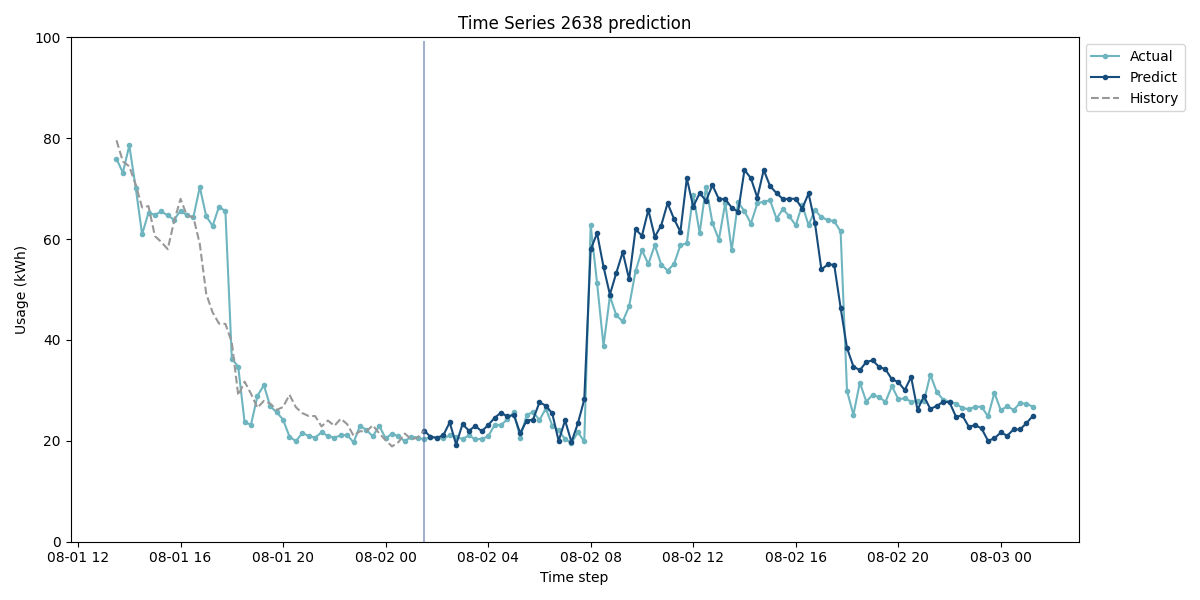 Time Series 2638 prediction
100
80
60
40
20
0
Usage (kWh)
08-01 12
08-01 16
08-01 20
08-02 00
08-02 04
08-02 08
08-02 12
08-02 16
08-02 20
08-03 00
Time step
Actual
Predict
History